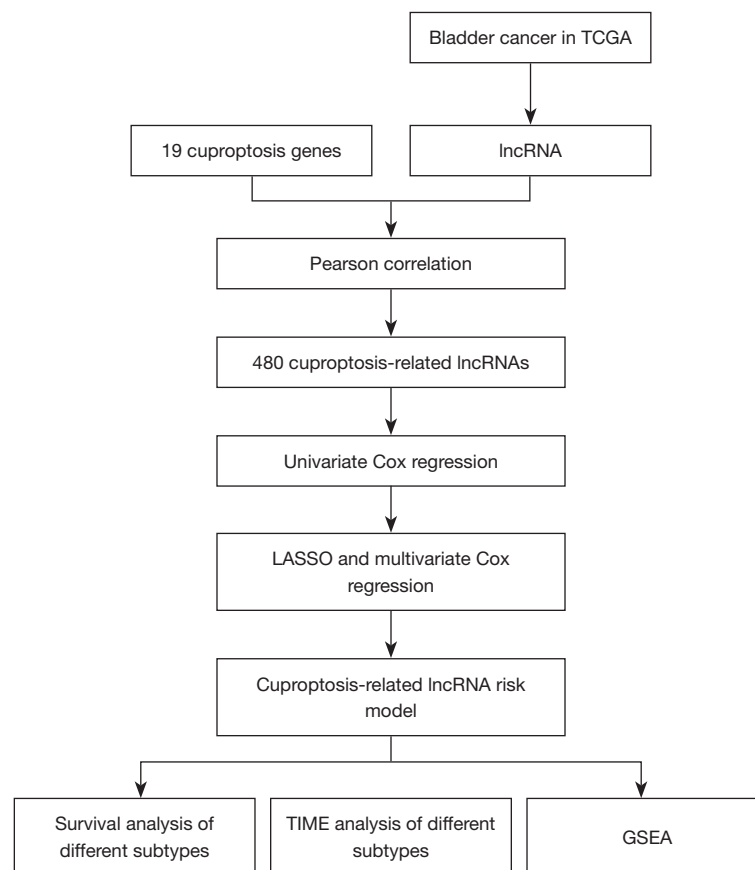 Bladder cancer in TCGA
19 cuproptosis genes
lncRNA
Pearson correlation
480 cuproptosis-related lncRNAs
Univariate Cox regression
LASSO and multivariate Cox
regression
Cuproptosis-related lncRNA risk
model
Survival analysis of
different subtypes
TIME analysis of different
subtypes
GSEA